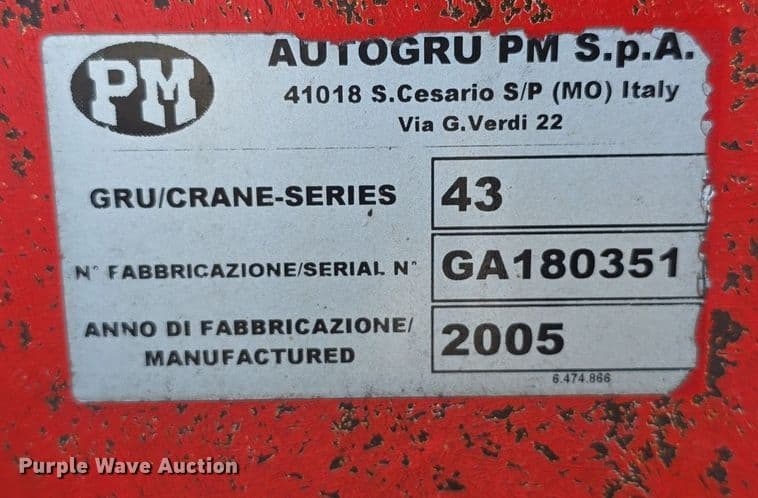 PM
AUTOGRU PM S.p.A.
41018 S.Cesario S/P (MO) Italy
Via G.Verdi 22
GRU/CRANE-SERIES 43
N° FABBRICAZIONE/SERIAL N° GA180351
ANNO DI FABBRICAZIONE/
MANUFACTURED 2005
6.474.866
Purple Wave Auction